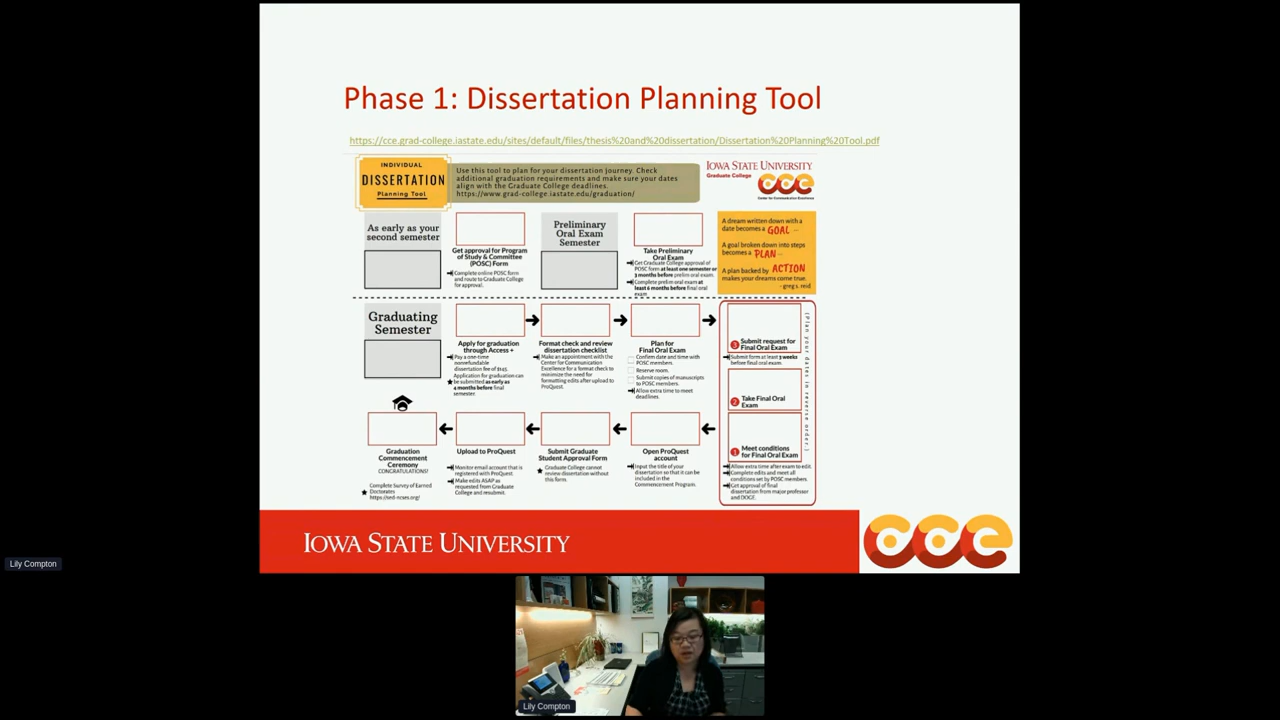 Phase 1: Dissertation Planning Tool
https://cce.grad-college.iastate.edu/sites/default/files/thesis%20and%20dissertation/Dissertation%20Planning%20Tool.pdf
INDIVIDUAL
DISSERTATION
Planning Tool
Use this tool to plan for your dissertation journey. Check
additional graduation requirements and make sure your dates
align with the Graduate College deadlines.
https://www.grad-college.iastate.edu/graduation/
IOWA STATE UNIVERSITY
Graduate College
cce
Center for Communication Excellence
As early as your
second semester
Get approval for Program
of Study & Committee
(POSC) Form
Complete online POSC form
and route to Graduate College
for approval.
Preliminary
Oral Exam
Semester
Take Preliminary
Oral Exam
Get Graduate College approval of
POSC form at least one semester or
3 months before prelim oral exam.
Complete prelim oral exam at
least 6 months before final oral
exam
A dream written down with a
date becomes a GOAL ...
A goal broken down into steps
becomes a PLAN ...
A plan backed by ACTION
makes your dreams come true.
- greg s. reid
Graduating
Semester
Apply for graduation
through Access +
Pay a one-time
nonrefundable
dissertation fee of $145.
Application for graduation can
be submitted as early as
4 months before final
semester.
Format check and review
dissertation checklist
Make an appointment with the
Center for Communication
Excellence for a format check to
minimize the need for
formatting edits after upload to
ProQuest.
Plan for
Final Oral Exam
Confirm date and time with
POSC members.
Reserve room.
Submit copies of manuscripts
to POSC members.
Allow extra time to meet
deadlines.
3 Submit request for
Final Oral Exam
Submit form at least 3 weeks
before final oral exam.
2 Take Final Oral
Exam
1 Meet conditions
for Final Oral Exam
Allow extra time after exam to edit.
Complete edits and meet all
conditions set by POSC members.
Get approval of final
dissertation from major professor
and DOGE.
(Plan your dates in reverse order.)
Graduation
Commencement
Ceremony
CONGRATULATIONS!
Complete Survey of Earned
Doctorates
https://sed-ncses.org/
Upload to ProQuest
Monitor email account that is
registered with ProQuest.
Make edits ASAP as
requested from Graduate
College and resubmit.
Submit Graduate
Student Approval Form
Graduate College cannot
review dissertation without
this form.
Open ProQuest
account
Input the title of your
dissertation so that it can be
included in the
Commencement Program.
IOWA STATE UNIVERSITY
cce
Lily Compton
Lily Compton